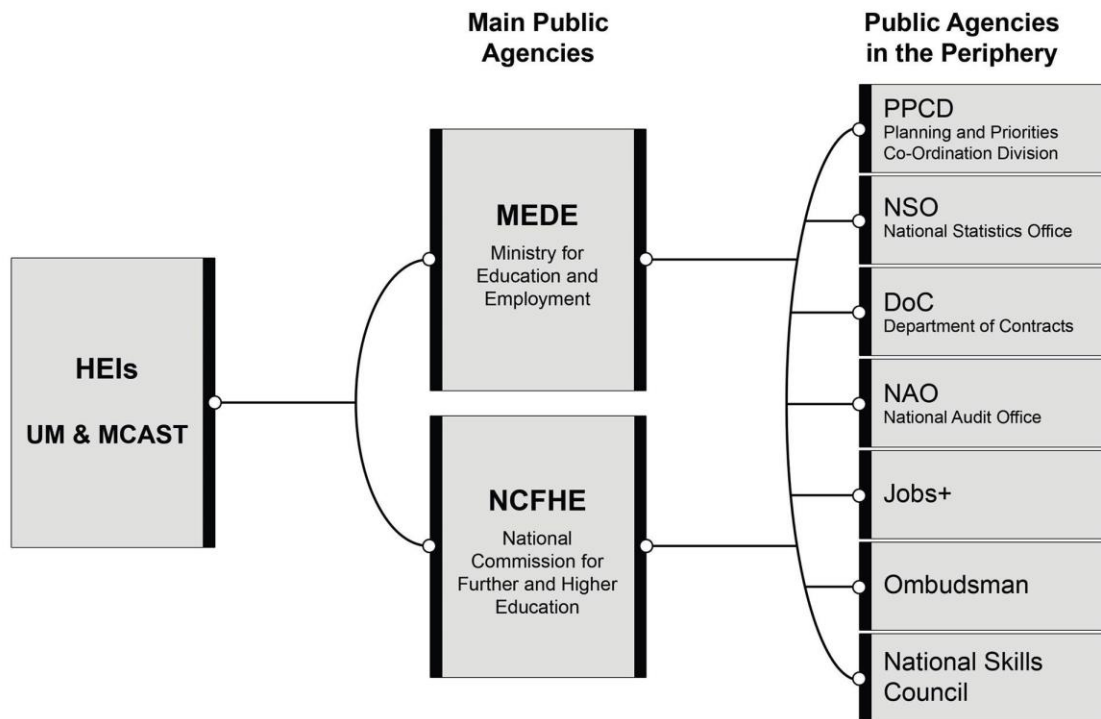 Main Public
Agencies
Public Agencies
in the Periphery
HEIs
UM & MCAST
MEDE
Ministry for
Education and
Employment
NCFHE
National
Commission for
Further and Higher
Education
PPCD
Planning and Priorities
Co-Ordination Division
NSO
National Statistics Office
DoC
Department of Contracts
NAO
National Audit Office
Jobs+
Ombudsman
National Skills
Council